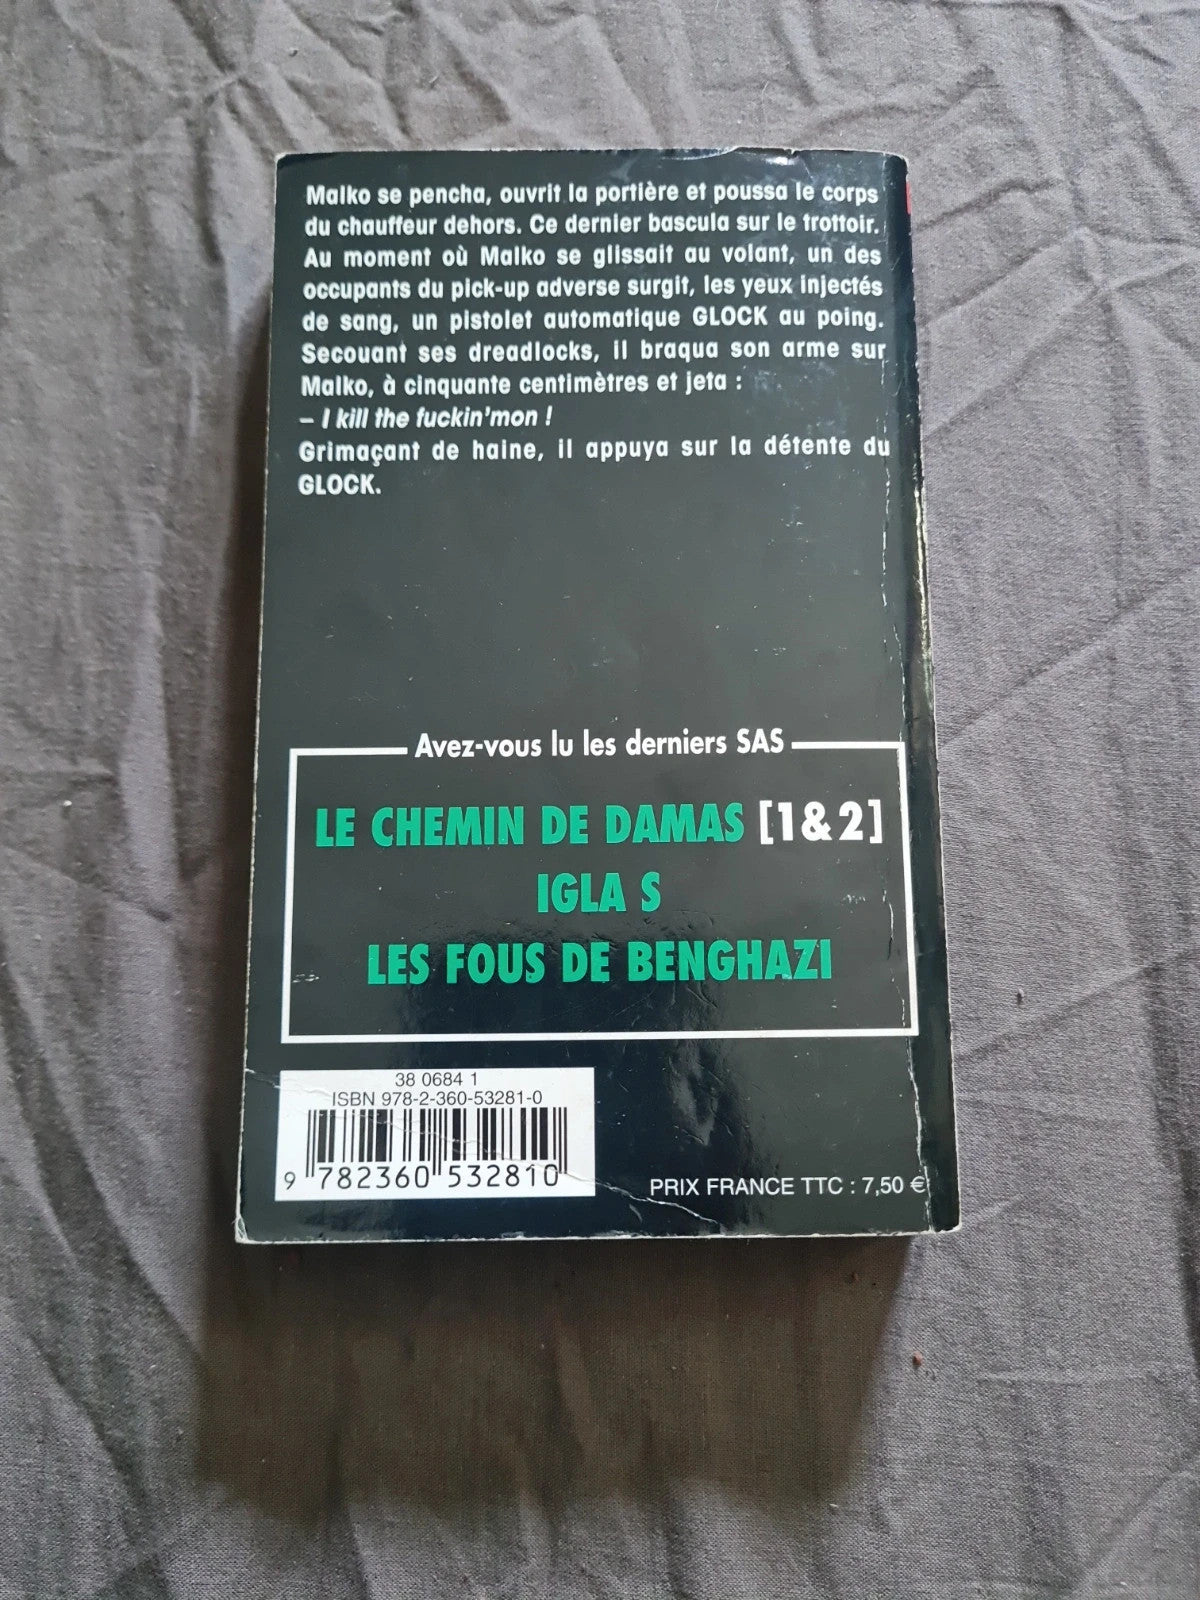 Malko se pencha, ouvrit la portière et poussa le corps
du chauffeur dehors. Ce dernier bascula sur le trottoir.
Au moment où Malko se glissait au volant, un des
occupants du pick-up adverse surgit, les yeux injectés
de sang, un pistolet automatique GLOCK au poing.
Secouant ses dreadlocks, il braqua son arme sur
Malko, à cinquante centimètres et jeta :
– I kill the fuckin'mon !
Grimaçant de haine, il appuya sur la détente du
GLOCK.
Avez-vous lu les derniers SAS
LE CHEMIN DE DAMAS [1&2]
IGLA S
LES FOUS DE BENGHAZI
38 0684 1
ISBN 978-2-360-53281-0
9 782360 532810
PRIX FRANCE TTC : 7,50 €